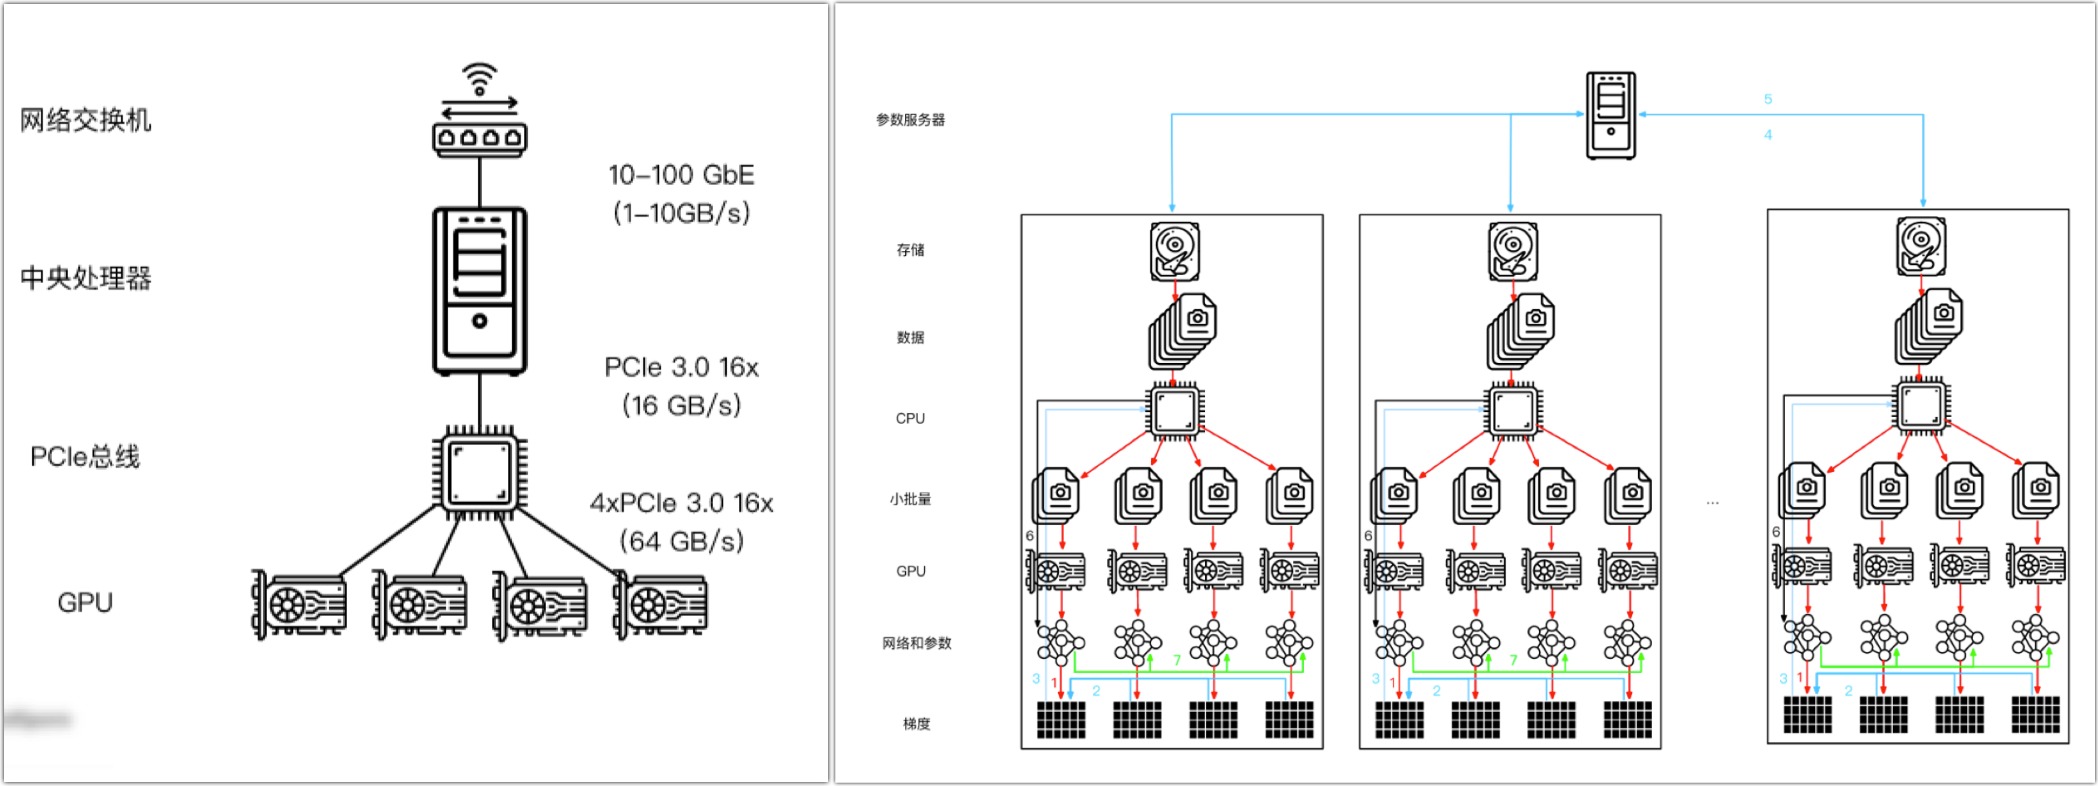 网络交换机
10–100 GbE
(1–10GB/s)
中央处理器
PCIe 3.0 16x
(16 GB/s)
PCIe总线
4xPCIe 3.0 16x
(64 GB/s)
GPU
参数服务器
5
4
存储
数据
CPU
小批量
...
6
6
6
GPU
网络和参数
7
7
3
1
2
3
1
2
3
1
2
梯度